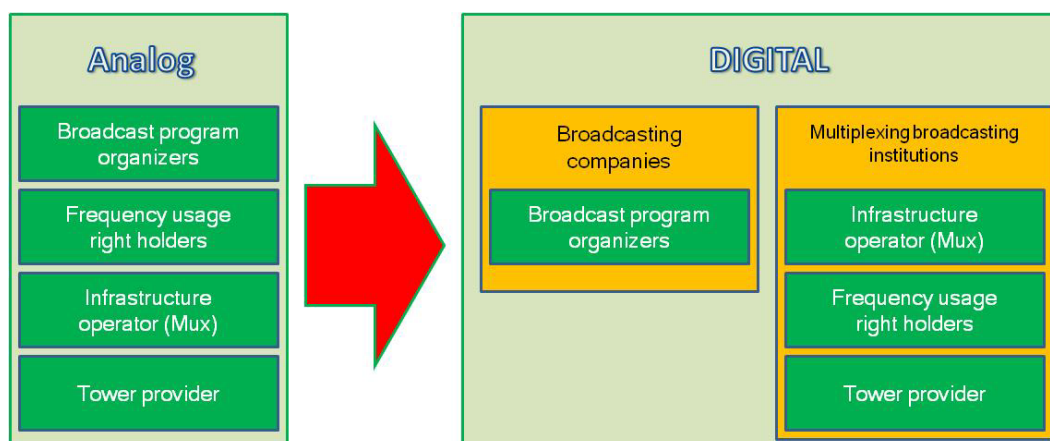 Analog
Broadcast program
organizers
Frequency usage
right holders
Infrastructure
operator (Mux)
Tower provider
DIGITAL
Broadcasting
companies
Broadcast program
organizers
Multiplexing broadcasting
institutions
Infrastructure
operator (Mux)
Frequency usage
right holders
Tower provider